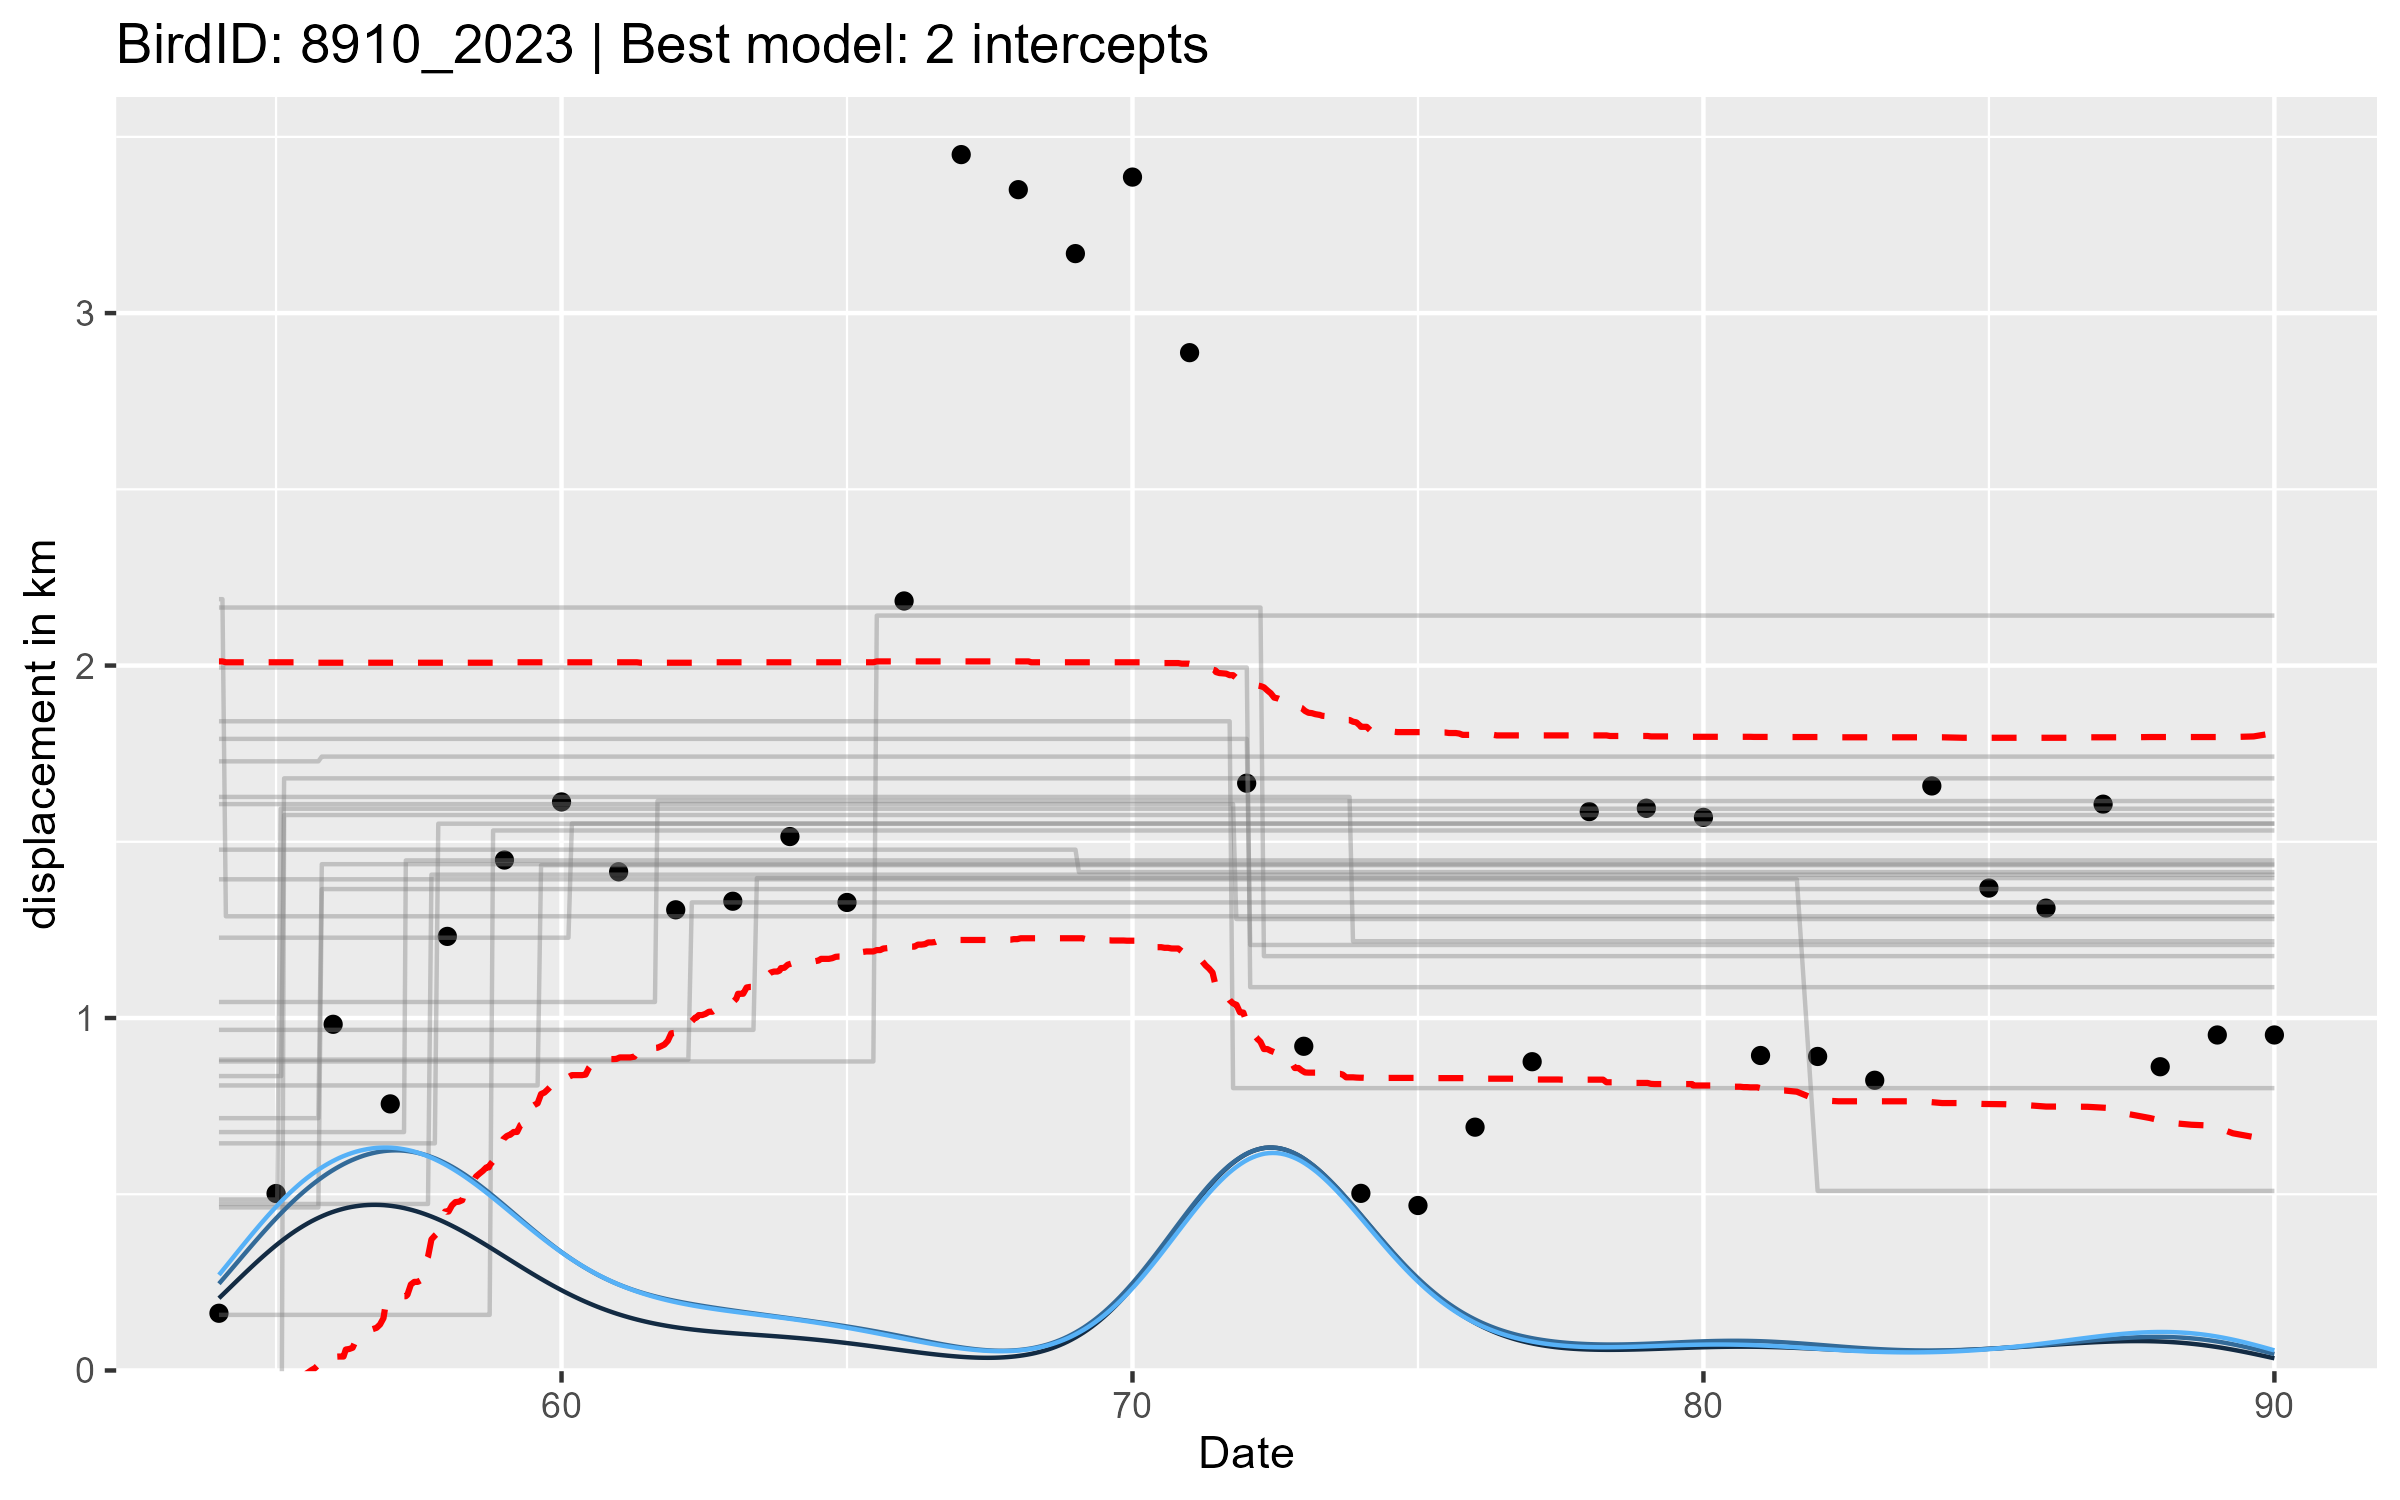 BirdID: 8910_2023 | Best model: 2 intercepts
displacement in km
3
2
1
0
60 70 80 90
Date